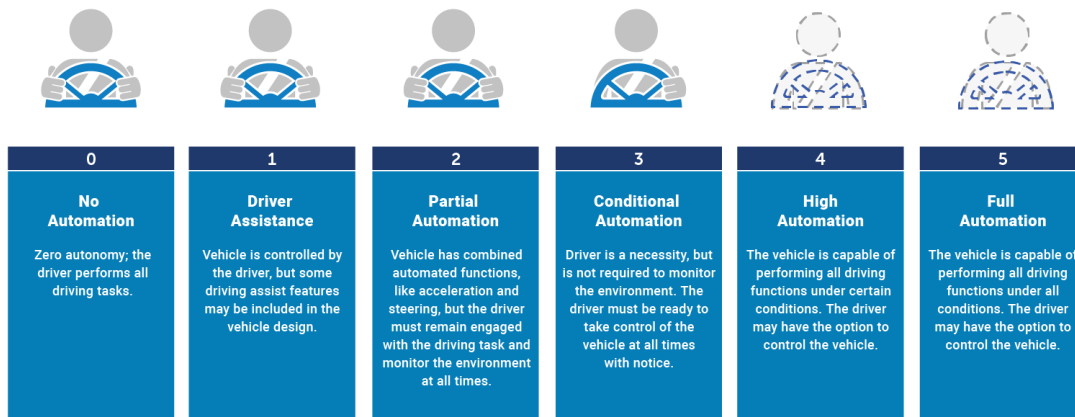 0
No
Automation
Zero autonomy; the
driver performs all
driving tasks.
1
Driver
Assistance
Vehicle is controlled by
the driver, but some
driving assist features
may be included in the
vehicle design.
2
Partial
Automation
Vehicle has combined
automated functions,
like acceleration and
steering, but the driver
must remain engaged
with the driving task and
monitor the environment
at all times.
3
Conditional
Automation
Driver is a necessity, but
is not required to monitor
the environment. The
driver must be ready to
take control of the
vehicle at all times
with notice.
4
High
Automation
The vehicle is capable of
performing all driving
functions under certain
conditions. The driver
may have the option to
control the vehicle.
5
Full
Automation
The vehicle is capable of
performing all driving
functions under all
conditions. The driver
may have the option to
control the vehicle.